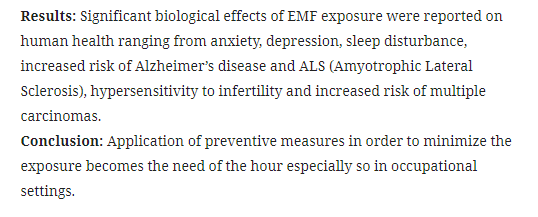 Results: Significant biological effects of EMF exposure were reported on
human health ranging from anxiety, depression, sleep disturbance,
increased risk of Alzheimer’s disease and ALS (Amyotrophic Lateral
Sclerosis), hypersensitivity to infertility and increased risk of multiple
carcinomas.
Conclusion: Application of preventive measures in order to minimize the
exposure becomes the need of the hour especially so in occupational
settings.